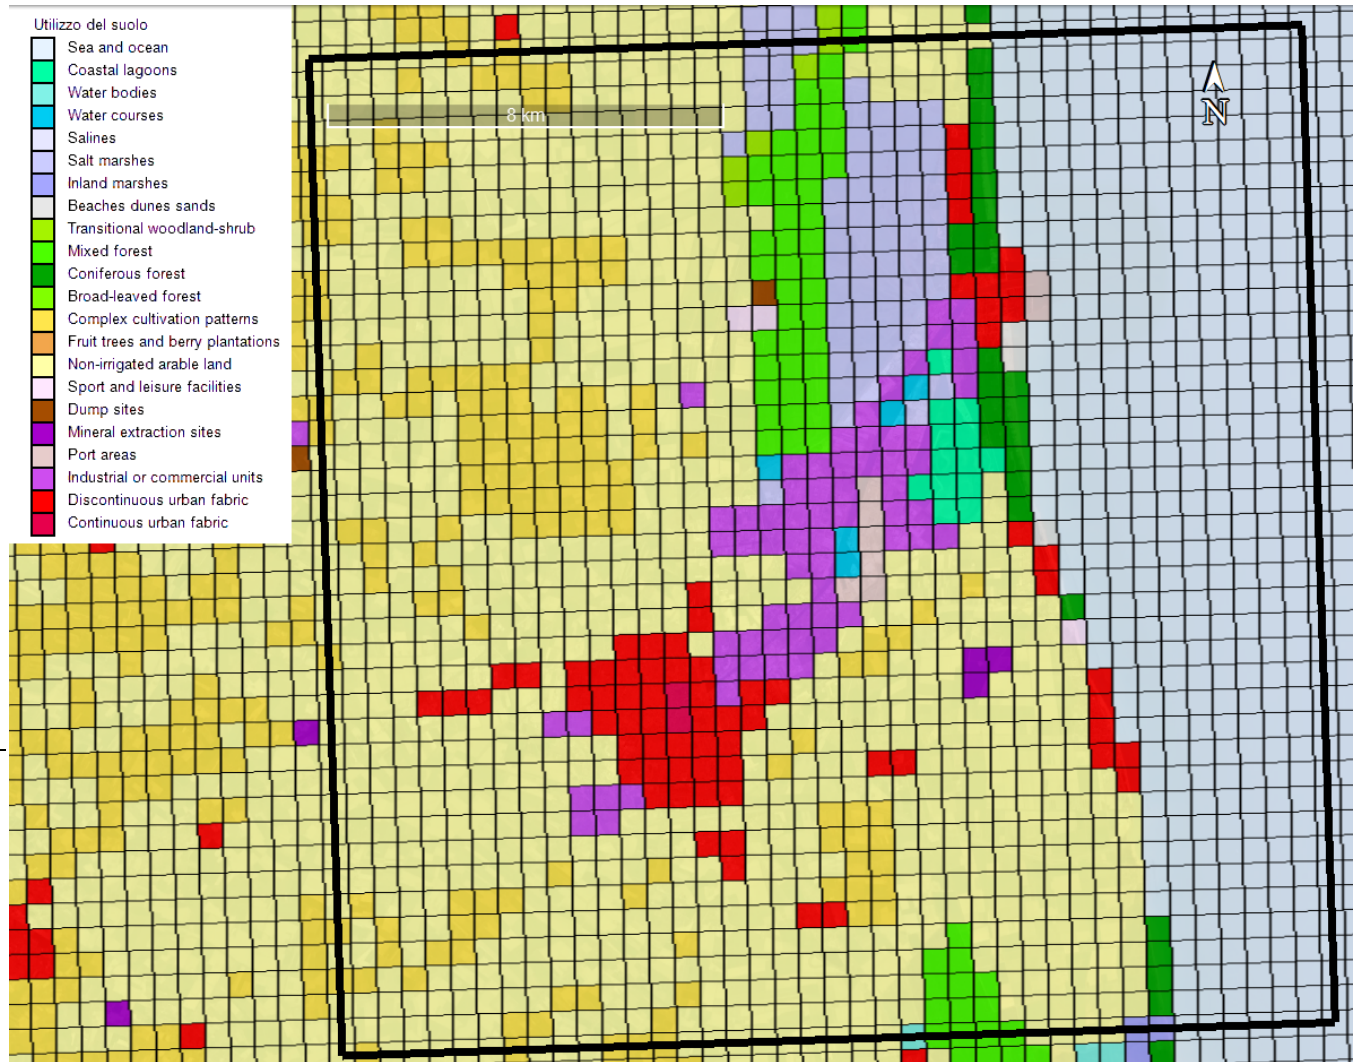 Utilizzo del suolo
Sea and ocean
Coastal lagoons
Water bodies
Water courses
Salines
Salt marshes
Inland marshes
Beaches dunes sands
Transitional woodland-shrub
Mixed forest
Coniferous forest
Broad-leaved forest
Complex cultivation patterns
Fruit trees and berry plantations
Non-irrigated arable land
Sport and leisure facilities
Dump sites
Mineral extraction sites
Port areas
Industrial or commercial units
Discontinuous urban fabric
Continuous urban fabric
8 km
N